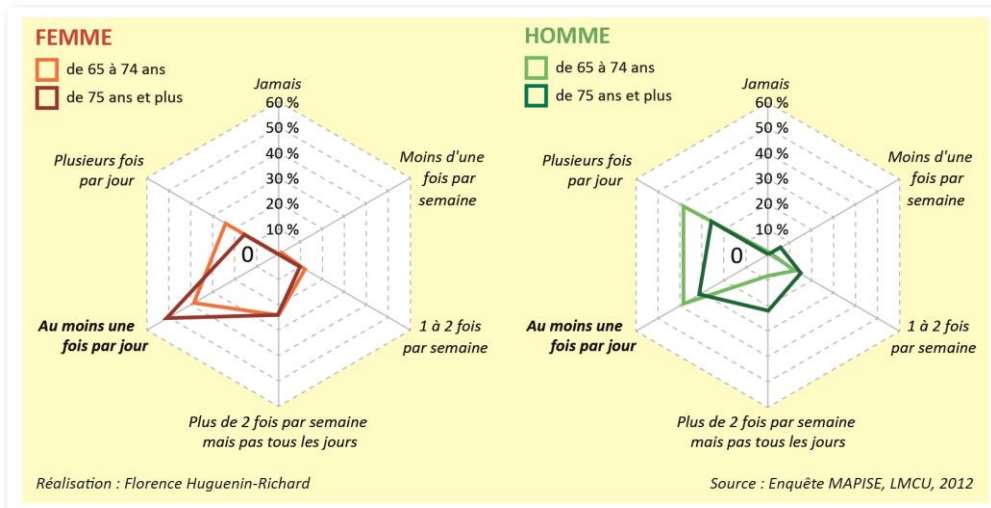 FEMME
de 65 à 74 ans
de 75 ans et plus
Jamais
60 %
50 %
40 %
30 %
20 %
10 %
0
Moins d'une
fois par
semaine
1 à 2 fois
par semaine
Plus de 2 fois par semaine
mais pas tous les jours
Au moins une
fois par jour
Plusieurs fois
par jour
HOMME
de 65 à 74 ans
de 75 ans et plus
Jamais
60 %
50 %
40 %
30 %
20 %
10 %
0
Moins d'une
fois par
semaine
1 à 2 fois
par semaine
Plus de 2 fois par semaine
mais pas tous les jours
Au moins une
fois par jour
Plusieurs fois
par jour
Réalisation : Florence Huguenin-Richard
Source : Enquête MAPISE, LMCU, 2012